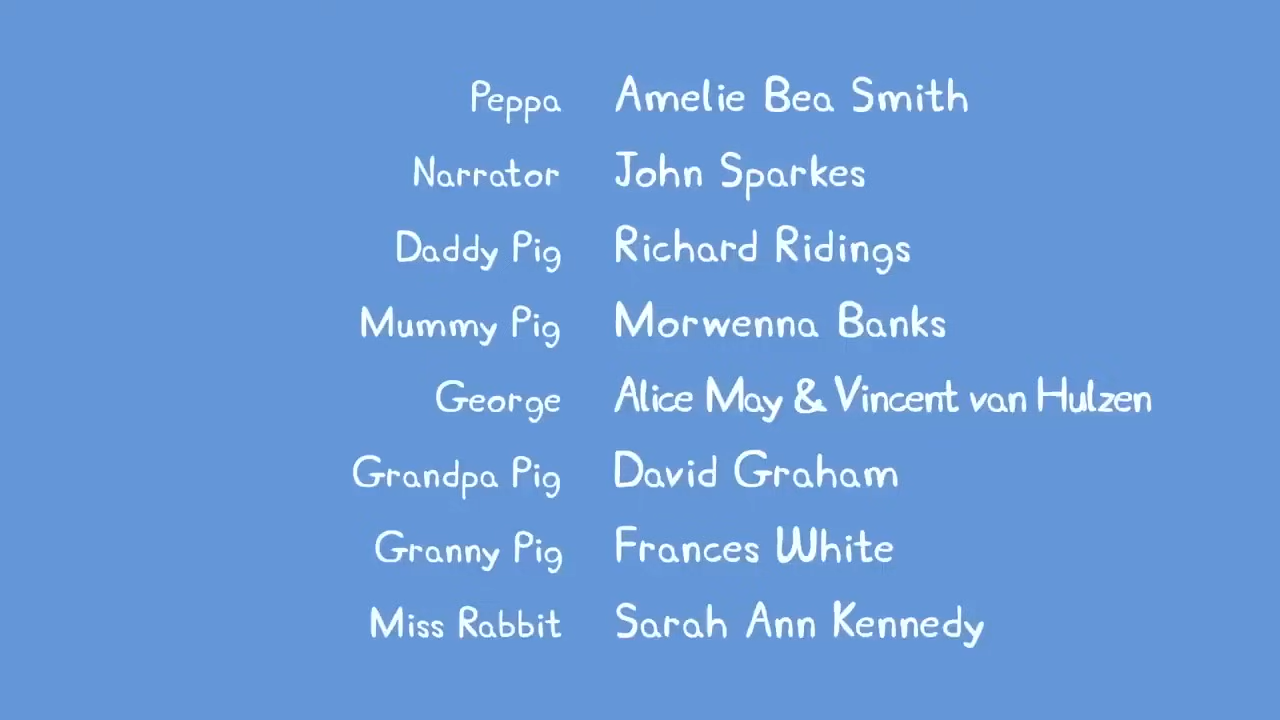 Peppa Amelie Bea Smith
Narrator John Sparkes
Daddy Pig Richard Ridings
Mummy Pig Morwenna Banks
George Alice May & Vincent van Hulzen
Grandpa Pig David Graham
Granny Pig Frances White
Miss Rabbit Sarah Ann Kennedy